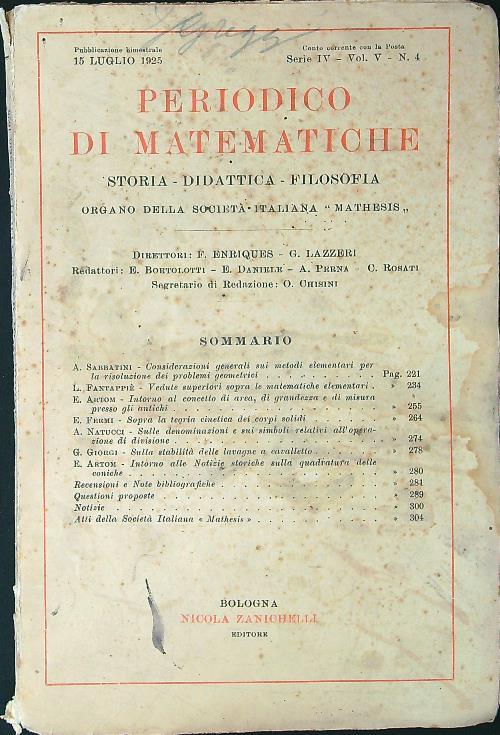 Pubblicazione bimestrale
15 LUGLIO 1925
Conto corrente con la Posta
Serie IV - Vol. V - N. 4
PERIODICO
DI MATEMATICHE
STORIA - DIDATTICA - FILOSOFIA
ORGANO DELLA SOCIETÀ ITALIANA “ MATHESIS „
DIRETTORI: F. ENRIQUES - G. LAZZERI
Redattori: E. BORTOLOTTI - E. DANIELE - A. PERNA - C. ROSATI
Segretario di Redazione: O. CHISINI
SOMMARIO
A. SABBATINI - Considerazioni generali sui metodi elementari per
la risoluzione dei problemi geometrici . . . . . . . . . Pag. 221
L. FANTAPPIÈ - Vedute superiori sopra le matematiche elementari . » 234
E. ARTOM - Intorno al concetto di area, di grandezza e di misura
presso gli antichi . . . . . . . . . . . . . . . . » 255
E. FERMI - Sopra la teoria cinetica dei corpi solidi » 264
A. NATUCCI - Sulle denominazioni e sui simboli relativi all'opera-
zione di divisione . . . . . . . . . . . . . . . . » 274
G. GIORGI - Sulla stabilità delle lavagne a cavalletto . . . . » 278
E. ARTOM - Intorno alle Notizie storiche sulla quadratura delle
coniche . . . . . . . . . . . . . . . . . . . . » 280
Recensioni e Note bibliografiche . . . . . . . . . . . . » 281
Questioni proposte . . . . . . . . . . . . . . . . . » 289
Notizie . . . . . . . . . . . . . . . . . . . . . . » 300
Atti della Società Italiana « Mathesis » . . . . . . . . . » 304
BOLOGNA
NICOLA ZANICHELLI
EDITORE